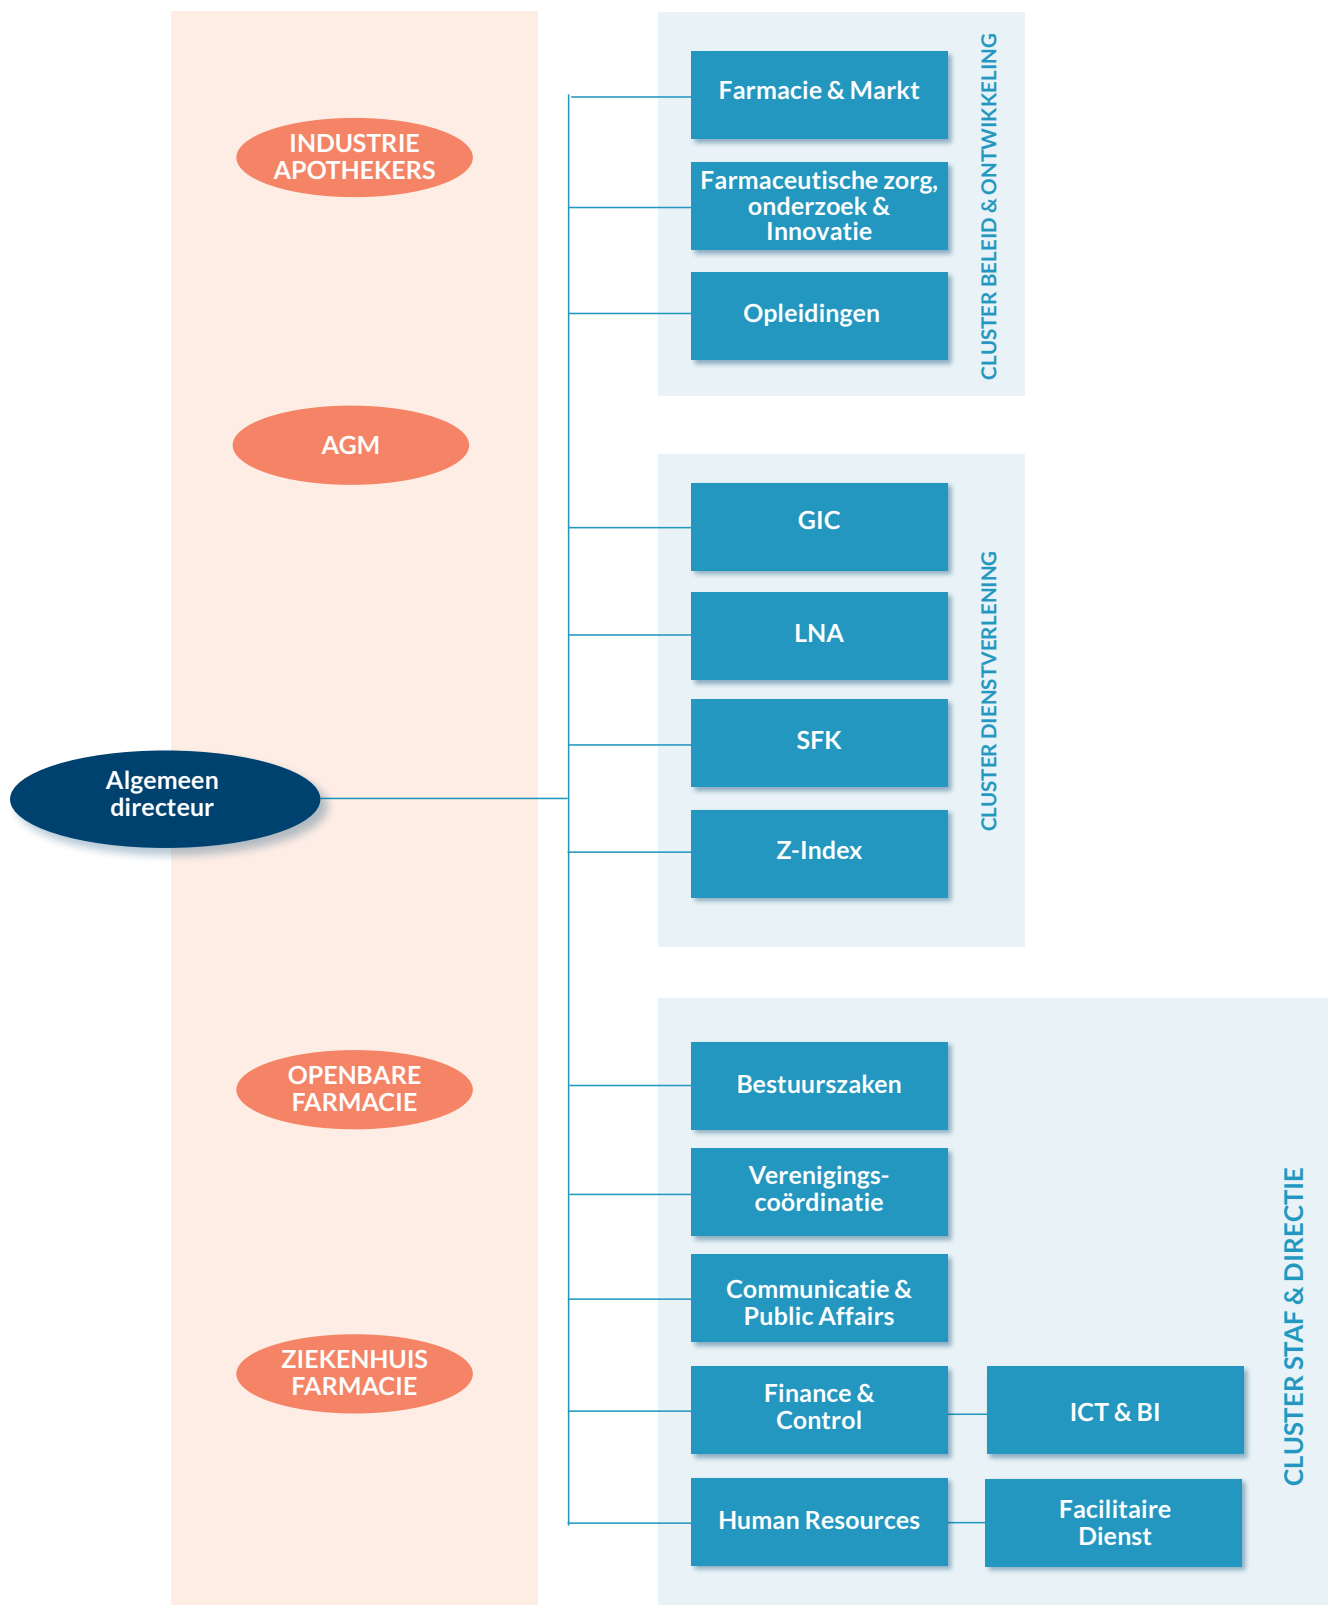 INDUSTRIE
APOTHEKERS
AGM
Algemeen
directeur
OPENBARE
FARMACIE
ZIEKENHUIS
FARMACIE
Farmacie & Markt
Farmaceutische zorg,
onderzoek &
Innovatie
Opleidingen
CLUSTER BELEID & ONTWIKKELING
GIC
LNA
SFK
Z-Index
CLUSTER DIENSTVERLENING
Bestuurszaken
Verenigings-
coördinatie
Communicatie &
Public Affairs
Finance &
Control
ICT & BI
Human Resources
Facilitaire
Dienst
CLUSTER STAF & DIRECTIE